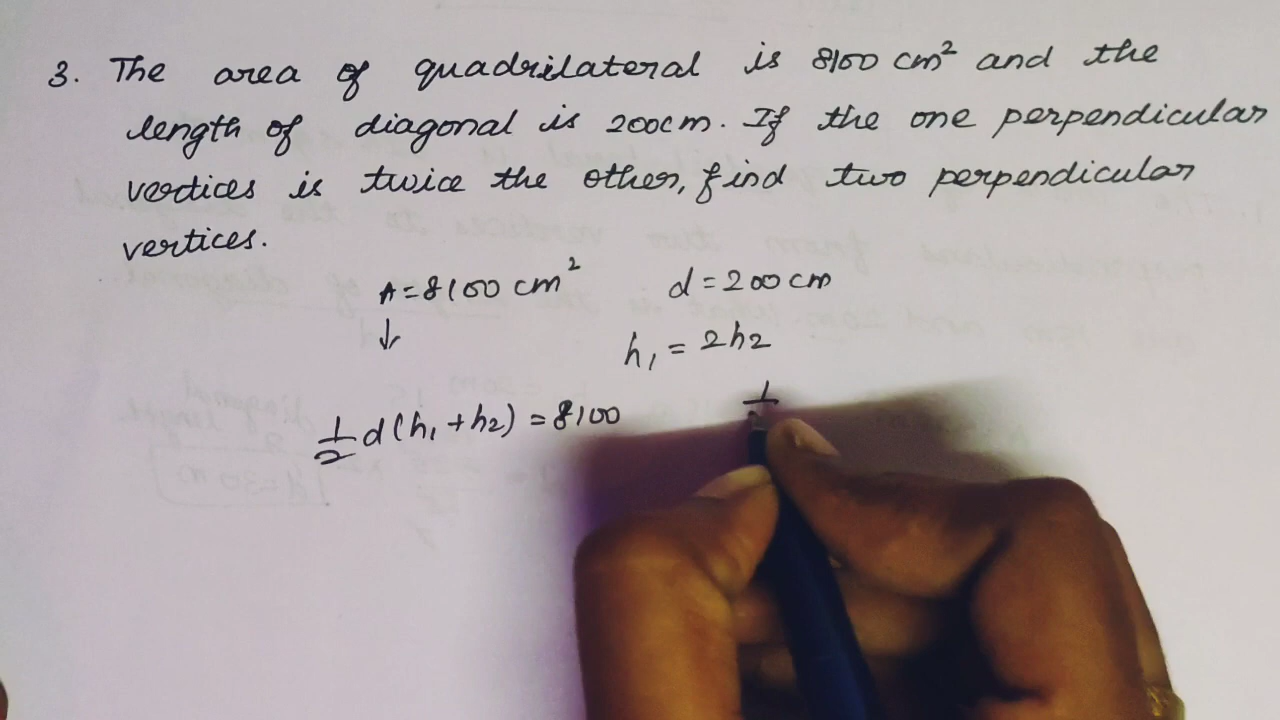 3. The area of quadrilateral is 8100 cm² and the
length of diagonal is 200cm. If the one perpendicular
vertices is twice the other, find two perpendicular
vertices.
A = 8100 cm² d = 200 cm
↓ h₁ = 2h2
1/2 d(h₁ + h₂) = 8100 1